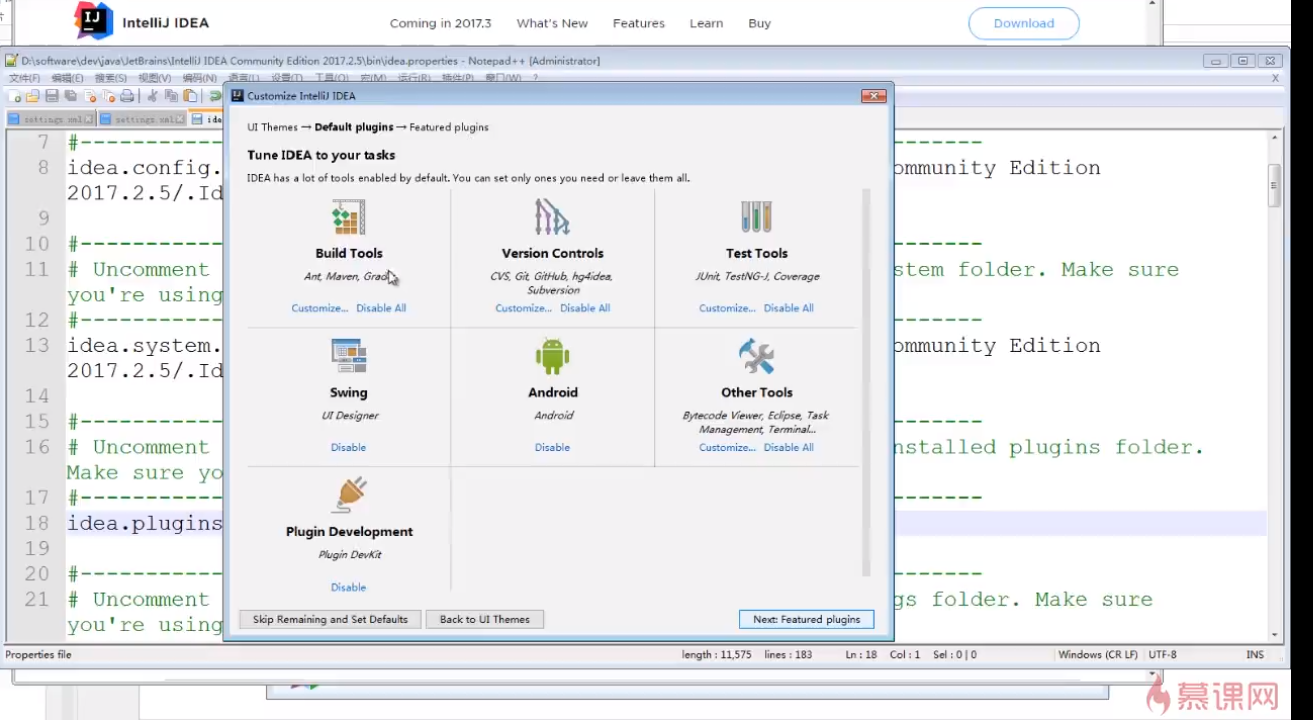 IntelliJ IDEA
Coming in 2017.3 What's New Features Learn Buy
Download
D:\software\dev\java\JetBrains\IntelliJ IDEA Community Edition 2017.2.5\bin\idea.properties - Notepad++ [Administrator]
文件(F) 编辑(E) 搜索(S) 视图(V) 编码(N) 语言(L) 设置(T) 工具(O) 宏(M) 运行(R) 插件(P) 窗口(W) ?
X
settings.xml settings.xml ide
Customize IntelliJ IDEA
UI Themes → Default plugins → Featured plugins
Tune IDEA to your tasks
IDEA has a lot of tools enabled by default. You can set only ones you need or leave them all.
Build Tools
Ant, Maven, Grad
Customize... Disable All
Version Controls
CVS, Git, GitHub, hg4idea,
Subversion
Customize... Disable All
Test Tools
JUnit, TestNG-J, Coverage
Customize... Disable All
Swing
UI Designer
Disable
Android
Android
Disable
Other Tools
Bytecode Viewer, Eclipse, Task
Management, Terminal...
Customize... Disable All
Plugin Development
Plugin DevKit
Disable
Skip Remaining and Set Defaults Back to UI Themes Next: Featured plugins
7 #--------- ------
8 idea.config. ommunity Edition
2017.2.5/.Id
9
10 #--------- ------
11 # Uncomment stem folder. Make sure
you're using
12 #--------- ------
13 idea.system. ommunity Edition
2017.2.5/.Id
14
15 #--------- ------
16 # Uncomment nstalled plugins folder.
Make sure yo
17 #--------- ------
18 idea.plugins
19
20 #--------- ------
21 # Uncomment gs folder. Make sure
you're using
Properties file length : 11,575 lines : 183 Ln : 18 Col : 1 Sel : 0 | 0 Windows (CR LF) UTF-8 INS
慕课网